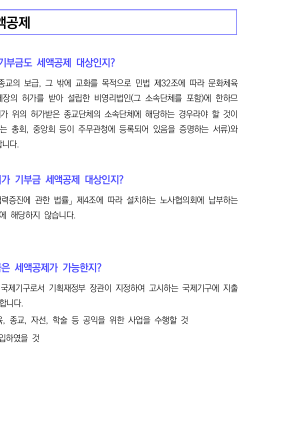 액공제
기부금도 세액공제 대상인지?
종교의 보급, 그 밖에 교화를 목적으로 민법 제32조에 따라 문화체육
장의 허가를 받아 설립한 비영리법인(그 소속단체를 포함)에 한하므
가 위의 허가받은 종교단체의 소속단체에 해당하는 경우라야 할 것이
는 총회, 중앙회 등이 주무관청에 등록되어 있음을 증명하는 서류)와
니다.
가 기부금 세액공제 대상인지?
력증진에 관한 법률」 제4조에 따라 설치하는 노사협의회에 납부하는
에 해당하지 않습니다.
은 세액공제가 가능한지?
국제기구로서 기획재정부 장관이 지정하여 고시하는 국제기구에 지출
합니다.
, 종교, 자선, 학술 등 공익을 위한 사업을 수행할 것
입하였을 것